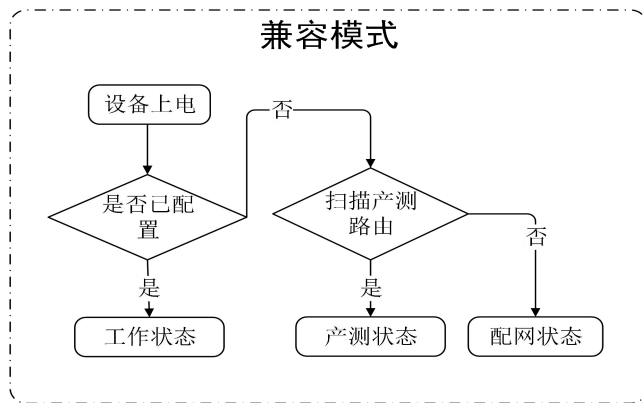 兼容模式
设备上电
否
是否已配
置
扫描产测
路由
否
是
是
工作状态
产测状态
配网状态